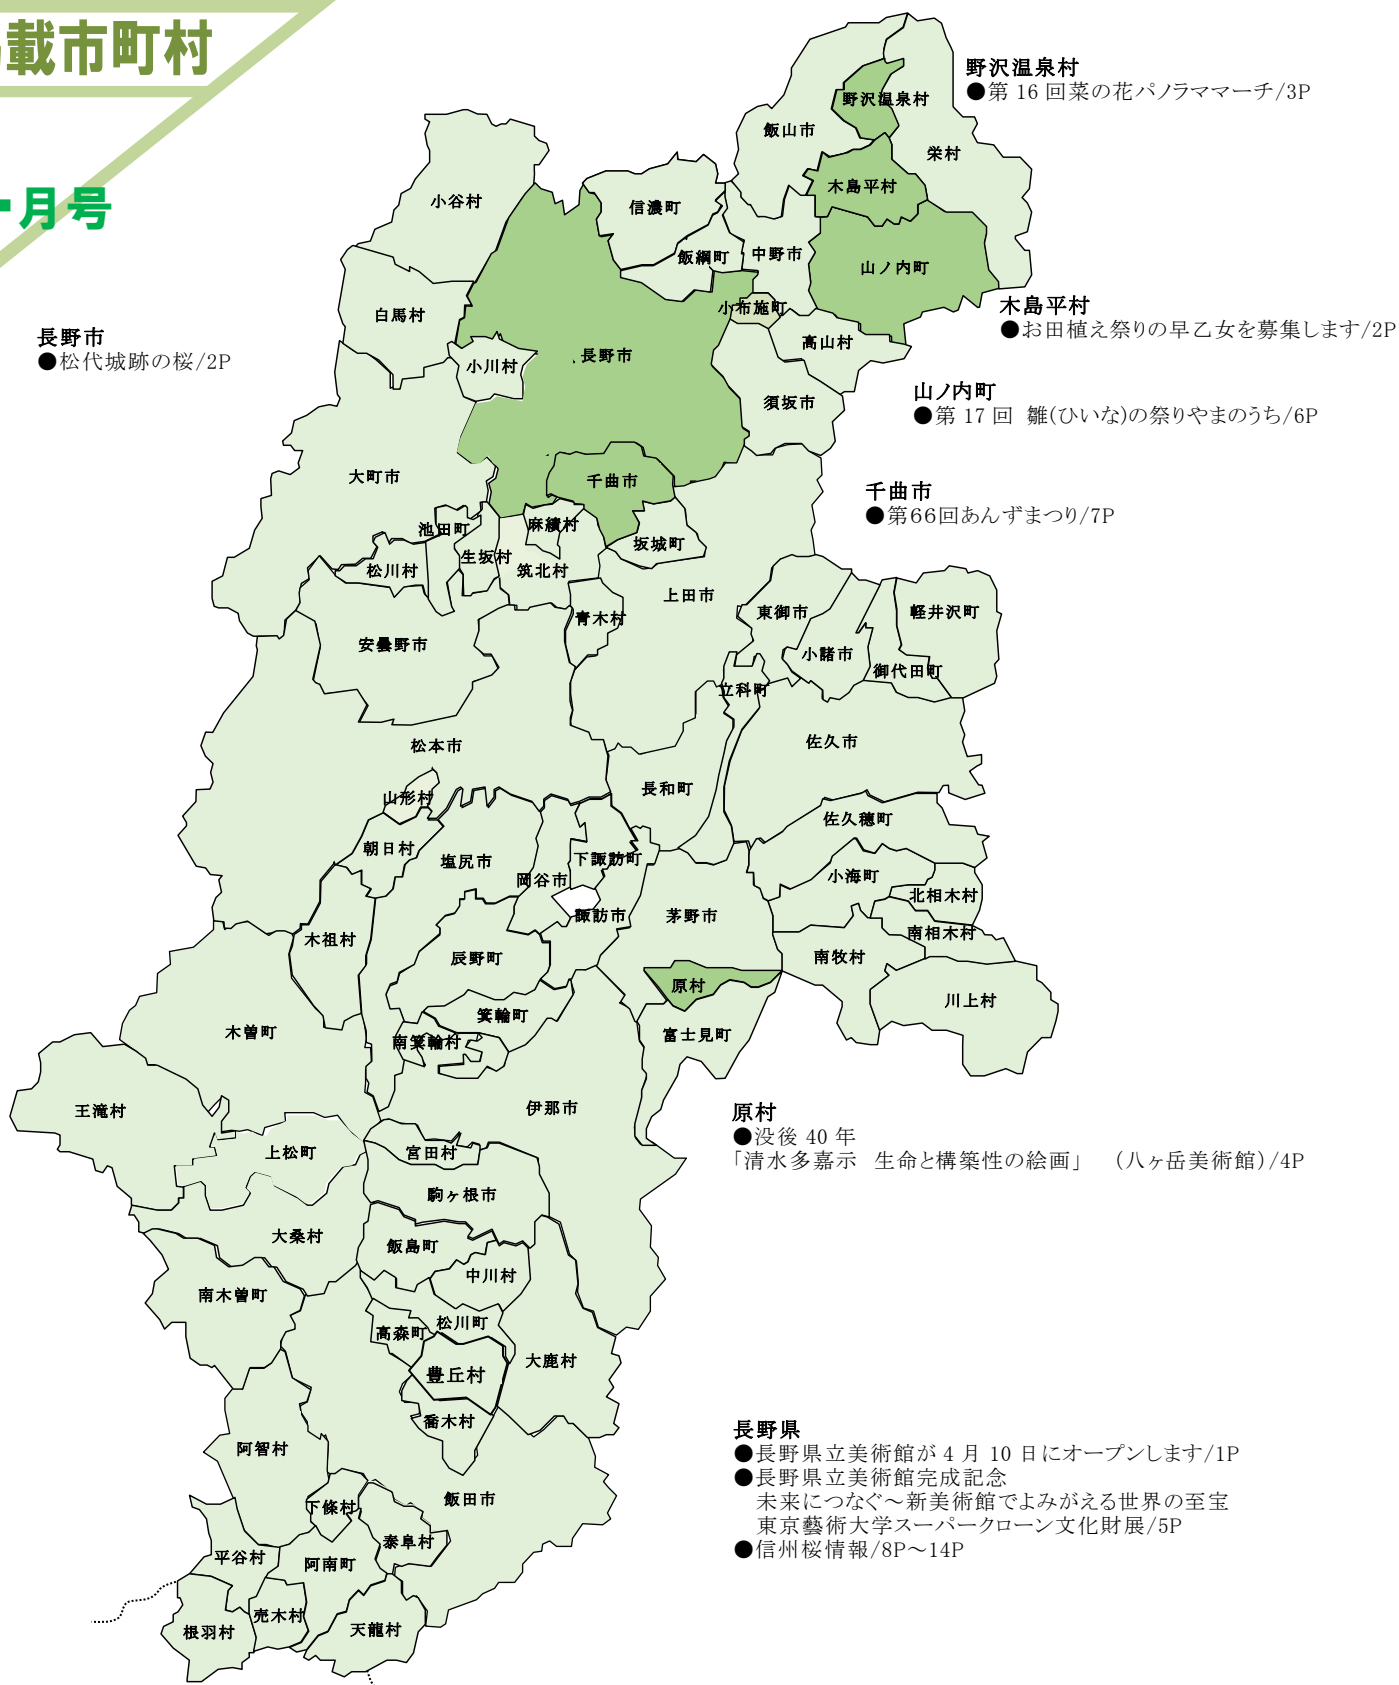 載市町村
月号
野沢温泉村
●第 16 回菜の花パノラママーチ/3P
木島平村
●お田植え祭りの早乙女を募集します/2P
長野市
●松代城跡の桜/2P
山ノ内町
●第 17 回 雛(ひいな)の祭りやまのうち/6P
千曲市
●第66回あんずまつり/7P
原村
●没後 40 年
「清水多嘉示 生命と構築性の絵画」 (八ヶ岳美術館)/4P
長野県
●長野県立美術館が 4 月 10 日にオープンします/1P
●長野県立美術館完成記念
未来につなぐ～新美術館でよみがえる世界の至宝
東京藝術大学スーパークローン文化財展/5P
●信州桜情報/8P～14P
野沢温泉村
飯山市
栄村
木島平村
小谷村
信濃町
飯綱町
中野市
山ノ内町
小布施町
白馬村
高山村
長野市
小川村
須坂市
大町市
千曲市
池田町
麻績村
坂城町
生坂村
松川村
筑北村
上田市
青木村
東御市
軽井沢町
安曇野市
小諸市
御代田町
立科町
松本市
佐久市
長和町
山形村
佐久穂町
朝日村
塩尻市
下諏訪町
岡谷市
小海町
北相木村
諏訪市
茅野市
木祖村
南相木村
辰野町
南牧村
原村
川上村
箕輪町
木曽町
南箕輪村
富士見町
王滝村
伊那市
上松町
宮田村
駒ヶ根市
大桑村
飯島町
中川村
南木曽町
松川町
高森町
大鹿村
豊丘村
喬木村
阿智村
飯田市
下條村
泰阜村
平谷村
阿南町
売木村
根羽村
天龍村